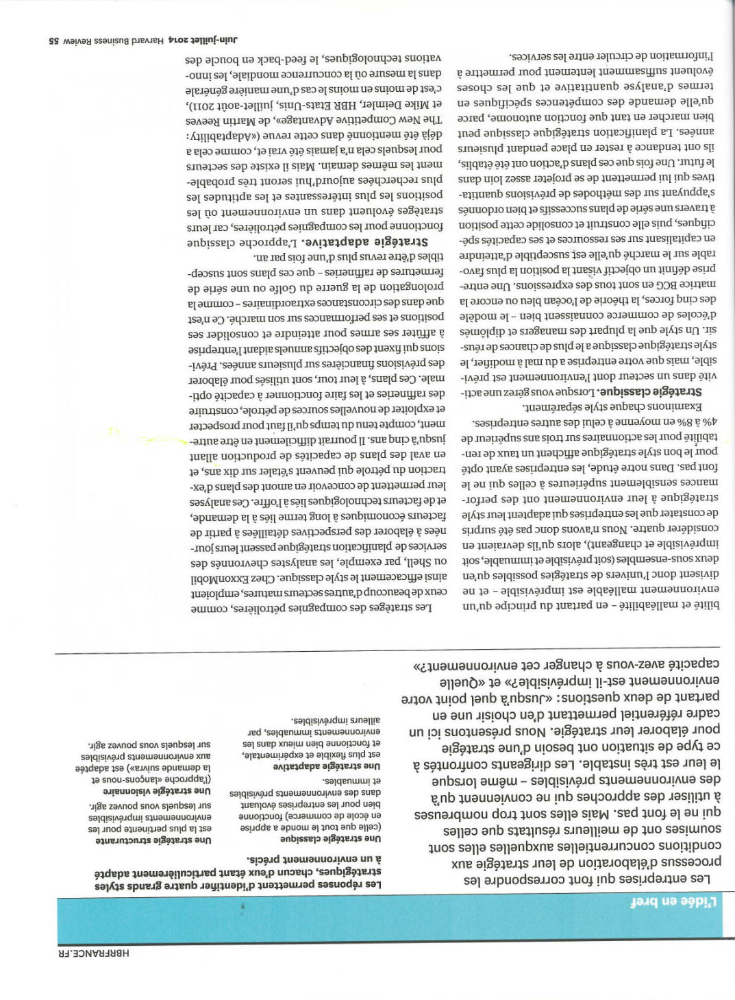 HBRFRANCE.FR
L'idée en bref
Les entreprises qui font correspondre les
processus d'élaboration de leur stratégie aux
conditions concurrentielles auxquelles elles sont
soumises ont de meilleurs résultats que celles
qui ne le font pas. Mais elles sont trop nombreuses
à utiliser des approches qui ne conviennent qu'à
des environnements prévisibles – même lorsque
le leur est très instable. Les dirigeants confrontés à
ce type de situation ont besoin d'une stratégie
pour élaborer leur stratégie. Nous présentons ici un
cadre référentiel permettant d'en choisir une en
partant de deux questions: «Jusqu'à quel point votre
environnement est-il imprévisible?» et «Quelle
capacité avez-vous à changer cet environnement?»
Les réponses permettent d'identifier quatre grands styles
stratégiques, chacun d'eux étant particulièrement adapté
à un environnement précis.
Une stratégie classique
(celle que tout le monde a apprise
en école de commerce) fonctionne
bien pour les entreprises évoluant
dans des environnements prévisibles
et immuables.
Une stratégie adaptative
est plus flexible et expérimentale,
et fonctionne bien mieux dans les
environnements immuables, par
ailleurs imprévisibles.
Une stratégie structurante
est la plus pertinente pour les
environnements imprévisibles
sur lesquels vous pouvez agir.
Une stratégie visionnaire
(l'approche «lançons-nous et
la demande suivra») est adaptée
aux environnements prévisibles
sur lesquels vous pouvez agir.
bilité et malléabilité – en partant du principe qu'un
environnement malléable est imprévisible – et ne
divisent donc l'univers de stratégies possibles qu'en
deux sous-ensembles (soit prévisible et immuable, soit
imprévisible et changeant), alors qu'ils devraient en
considérer quatre. Nous n'avons donc pas été surpris
de constater que les entreprises qui adaptent leur style
stratégique à leur environnement ont des perfor-
mances sensiblement supérieures à celles qui ne le
font pas. Dans notre étude, les entreprises ayant opté
pour le bon style stratégique affichent un taux de ren-
tabilité pour les actionnaires sur trois ans supérieur de
4% à 8% en moyenne à celui des autres entreprises.
Examinons chaque style séparément.
Stratégie classique. Lorsque vous gérez une acti-
vité dans un secteur dont l'environnement est prévi-
sible, mais que votre entreprise a du mal à modifier, le
style stratégique classique a le plus de chances de réus-
sir. Un style que la plupart des managers et diplômés
d'écoles de commerce connaissent bien – le modèle
des cinq forces, la théorie de l'océan bleu ou encore la
matrice BCG en sont tous des expressions. Une entre-
prise définit un objectif visant la position la plus favo-
rable sur le marché qu'elle est susceptible d'atteindre
en capitalisant sur ses ressources et ses capacités spé-
cifiques, puis elle construit et consolide cette position
à travers une série de plans successifs et bien ordonnés
s'appuyant sur des méthodes de prévisions quantita-
tives qui lui permettent de se projeter assez loin dans
le futur. Une fois que ces plans d'action ont été établis,
ils ont tendance à rester en place pendant plusieurs
années. La planification stratégique classique peut
bien marcher en tant que fonction autonome, parce
qu'elle demande des compétences spécifiques en
termes d'analyse quantitative et que les choses
évoluent suffisamment lentement pour permettre à
l'information de circuler entre les services.
Les stratèges des compagnies pétrolières, comme
ceux de beaucoup d'autres secteurs matures, emploient
ainsi efficacement le style classique. Chez ExxonMobil
ou Shell, par exemple, les analystes chevronnés des
services de planification stratégique passent leurs jour-
nées à élaborer des perspectives détaillées à partir de
facteurs économiques à long terme liés à la demande,
et de facteurs technologiques liés à l'offre. Ces analyses
leur permettent de concevoir en amont des plans d'ex-
traction du pétrole qui peuvent s'étaler sur dix ans, et
en aval des plans de capacités de production allant
jusqu'à cinq ans. Il pourrait difficilement en être autre-
ment, compte tenu du temps qu'il faut pour prospecter
et exploiter de nouvelles sources de pétrole, construire
des raffineries et les faire fonctionner à capacité opti-
male. Ces plans, à leur tour, sont utilisés pour élaborer
des prévisions financières sur plusieurs années. Prévi-
sions qui fixent des objectifs annuels aidant l'entreprise
à affûter ses armes pour atteindre et consolider ses
positions et ses performances sur son marché. Ce n'est
que dans des circonstances extraordinaires – comme la
prolongation de la guerre du Golfe ou une série de
fermetures de raffineries – que ces plans sont suscep-
tibles d'être revus plus d'une fois par an.
Stratégie adaptative. L'approche classique
fonctionne pour les compagnies pétrolières, car leurs
stratèges évoluent dans un environnement où les
positions les plus intéressantes et les aptitudes les
plus recherchées aujourd'hui seront très probable-
ment les mêmes demain. Mais il existe des secteurs
pour lesquels cela n'a jamais été vrai et, comme cela a
déjà été mentionné dans cette revue («Adaptability:
The New Competitive Advantage», de Martin Reeves
et Mike Deimler, HBR Etats-Unis, juillet-août 2011),
c'est de moins en moins le cas d'une manière générale
dans la mesure où la concurrence mondiale, les inno-
vations technologiques, le feed-back en boucle des
Juin-juillet 2014 Harvard Business Review 55